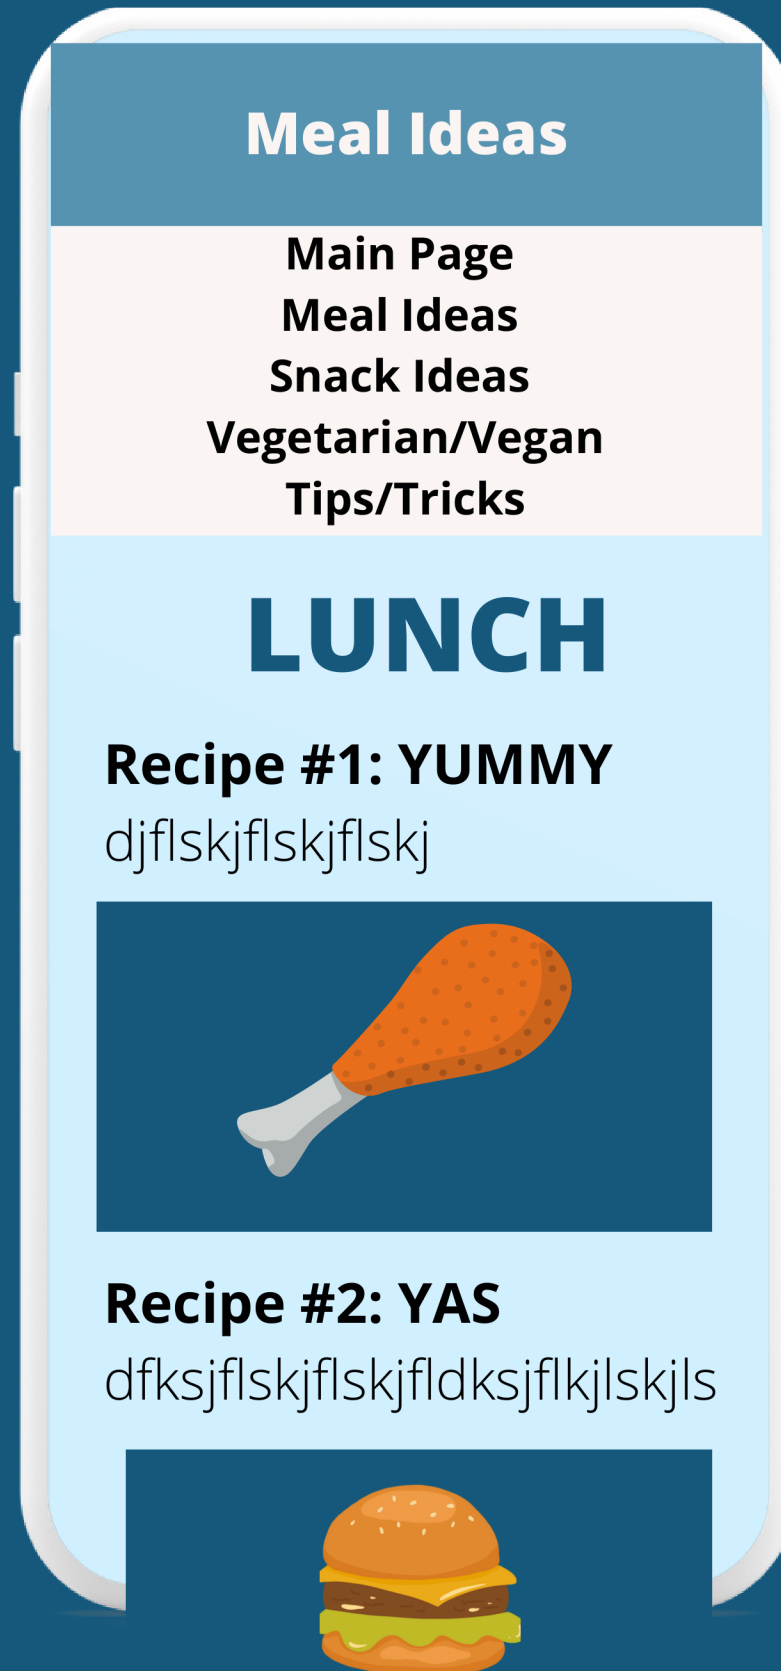 Meal Ideas
Main Page
Meal Ideas
Snack Ideas
Vegetarian/Vegan
Tips/Tricks
LUNCH
Recipe #1: YUMMY
djflskjflskjflskj
Recipe #2: YAS
dfksjflskjflskjfldksjflkjlskjls